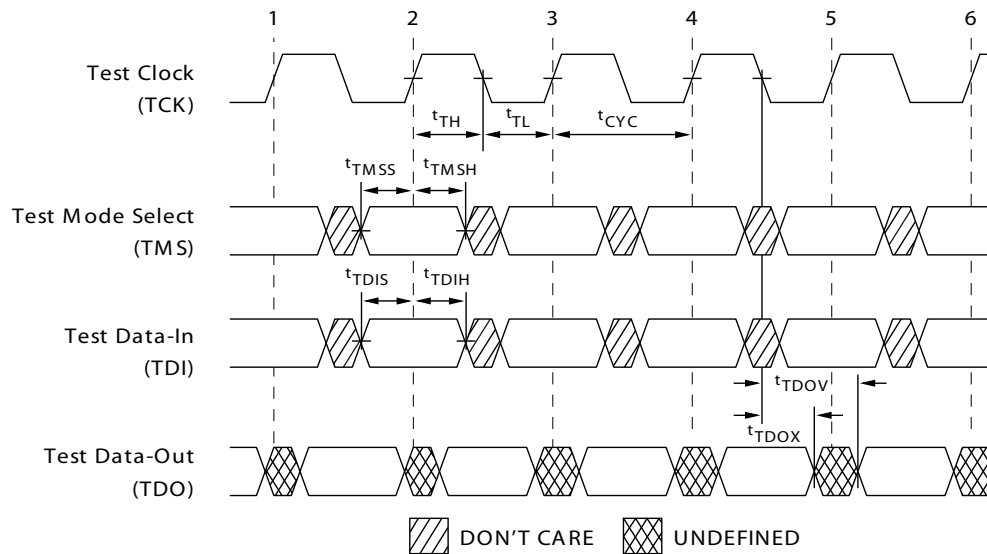 1 2 3 4 5 6
Test Clock
(TCK)
tTH tTL tCYC
tTMSS tTMSH
Test Mode Select
(TMS)
tTDIS tTDIH
Test Data-In
(TDI)
tTDOV
tTDOX
Test Data-Out
(TDO)
DON'T CARE UNDEFINED